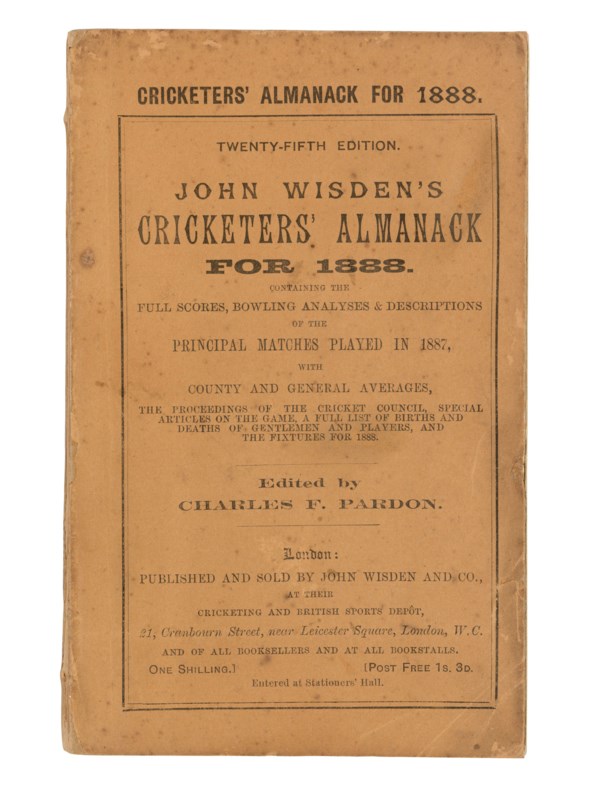 CRICKETERS' ALMANACK FOR 1888.
TWENTY-FIFTH EDITION.
JOHN WISDEN'S
CRICKETERS' ALMANACK
FOR 1888.
CONTAINING THE
FULL SCORES, BOWLING ANALYSES & DESCRIPTIONS
OF THE
PRINCIPAL MATCHES PLAYED IN 1887,
WITH
COUNTY AND GENERAL AVERAGES,
THE PROCEEDINGS OF THE CRICKET COUNCIL, SPECIAL
ARTICLES ON THE GAME, A FULL LIST OF BIRTHS AND
DEATHS OF GENTLEMEN AND PLAYERS, AND
THE FIXTURES FOR 1888.
Edited by
CHARLES F. PARDON.
London:
PUBLISHED AND SOLD BY JOHN WISDEN AND CO.,
AT THEIR
CRICKETING AND BRITISH SPORTS DEPÔT,
21, Cranbourn Street, near Leicester Square, London, W.C.
AND OF ALL BOOKSELLERS AND AT ALL BOOKSTALLS.
ONE SHILLING.] [POST FREE 1S. 3D.
Entered at Stationers' Hall.